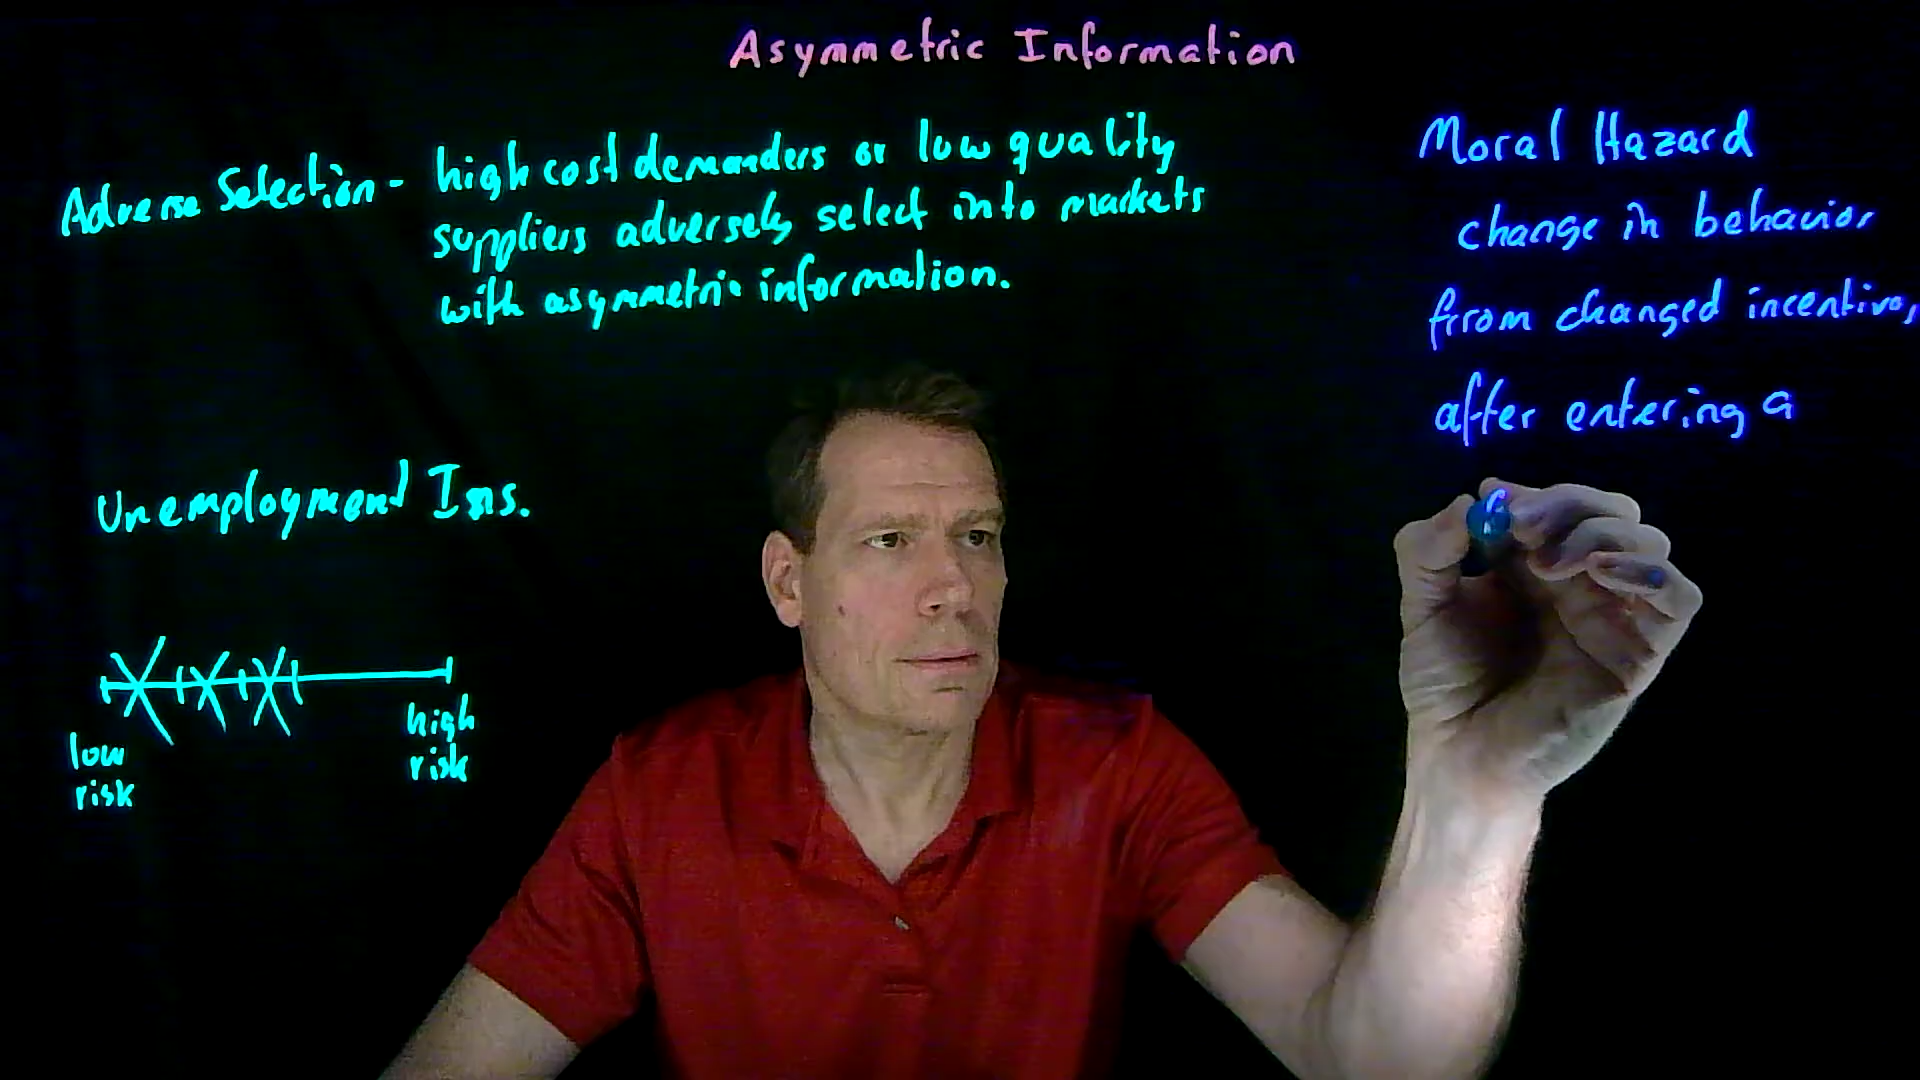 Asymmetric Information
Adverse Selection - high cost demanders or low quality
suppliers adversely select into markets
with asymmetric information.
Unemployment Ins.
low
risk
high
risk
Moral Hazard
change in behavior
from changed incentives
after entering a